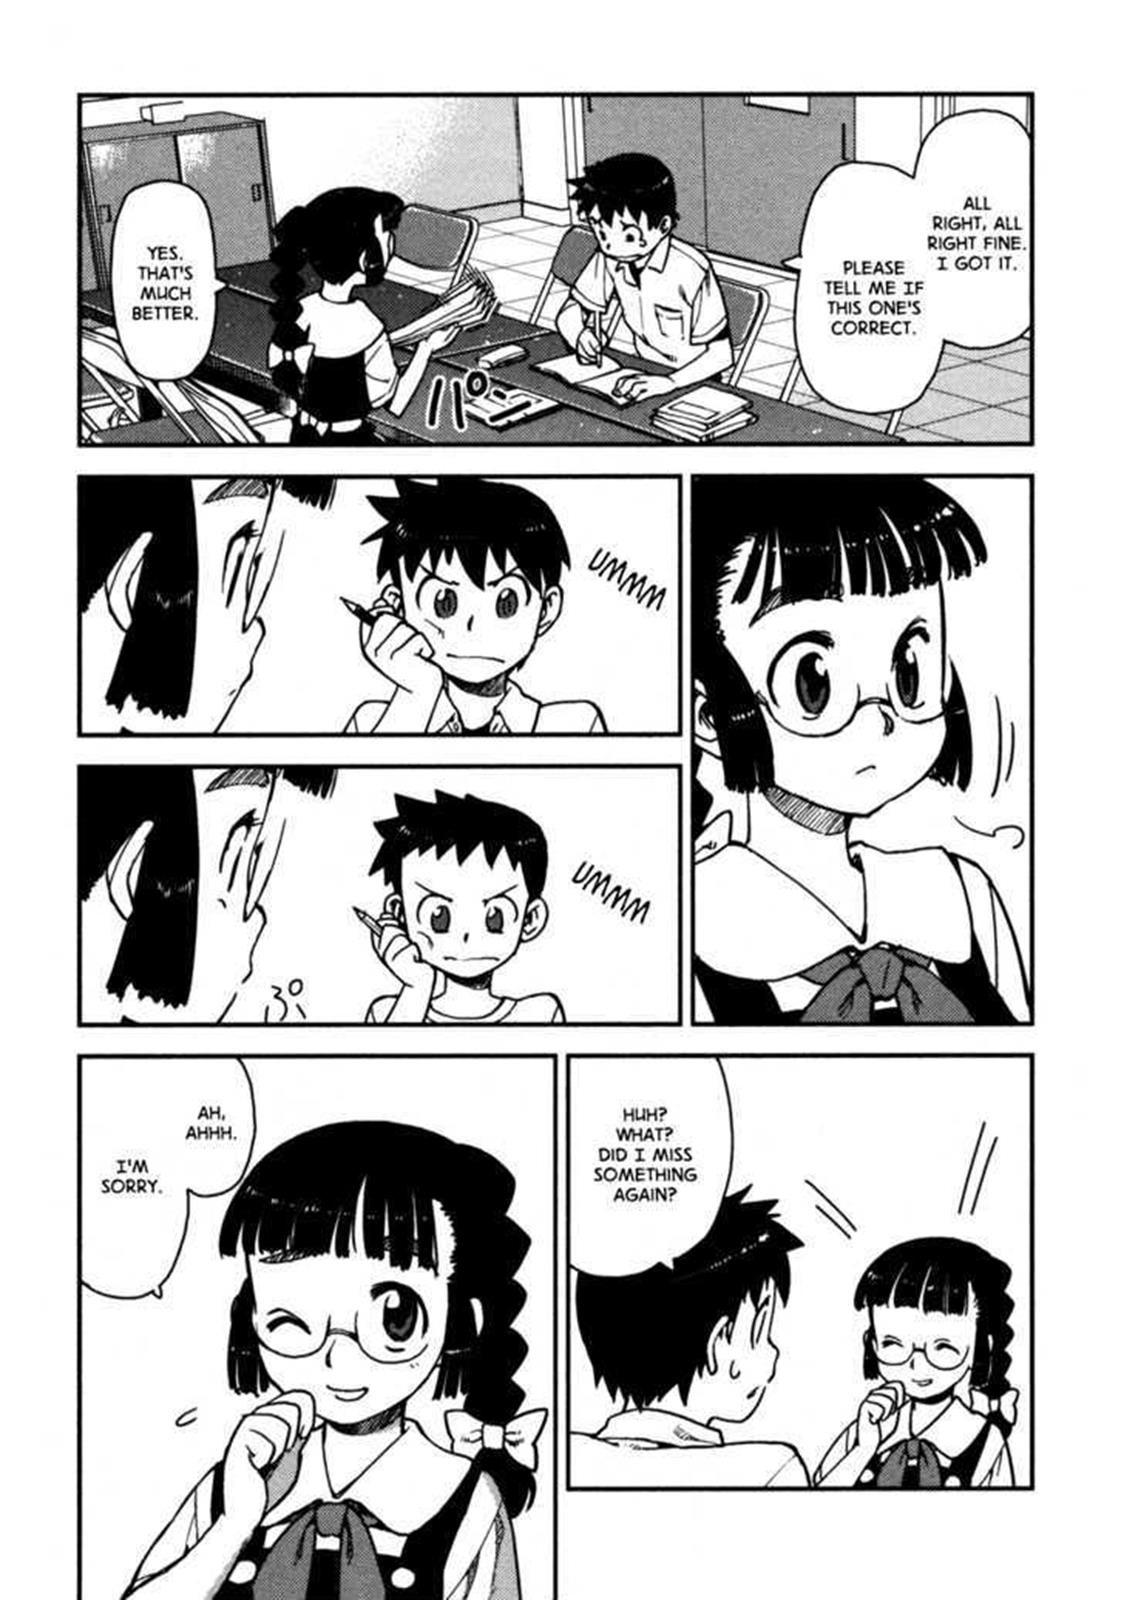 ALL
RIGHT, ALL
RIGHT FINE.
I GOT IT.
PLEASE
TELL ME IF
THIS ONE'S
CORRECT.
YES.
THAT'S
MUCH
BETTER.
パラ
UMMM
UMMM
ぷ
HUH?
WHAT?
DID I MISS
SOMETHING
AGAIN?
AH,
AHHH.
I'M
SORRY.